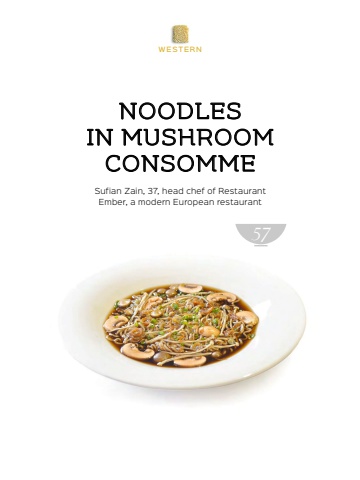 WESTERN
NOODLES
IN MUSHROOM
CONSOMME
Sufian Zain, 37, head chef of Restaurant
Ember, a modern European restaurant
57